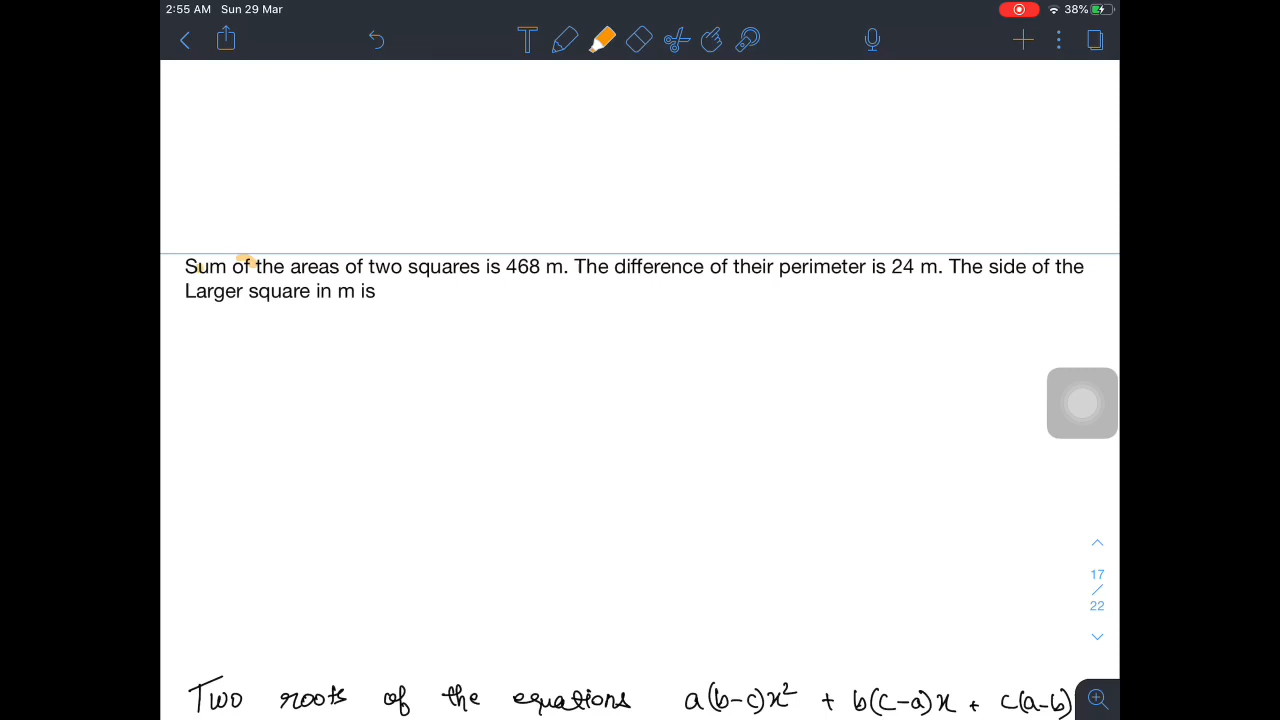 2:55 AM Sun 29 Mar 38%
Sum of the areas of two squares is 468 m. The difference of their perimeter is 24 m. The side of the
Larger square in m is
17
/
22
Two roots of the equations a(b-c)x² + b(c-a)x + c(a-b)